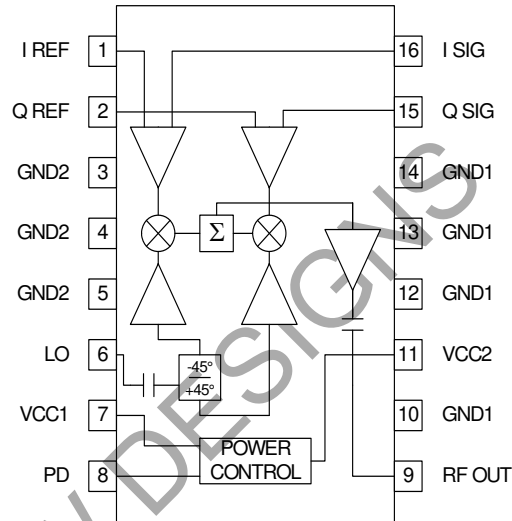 I REF 1 16 I SIG
Q REF 2 15 Q SIG
GND2 3 14 GND1
GND2 4 Σ 13 GND1
GND2 5 12 GND1
LO 6 -45° 11 VCC2
+45°
VCC1 7 10 GND1
POWER
CONTROL
PD 8 9 RF OUT
DESIGNS